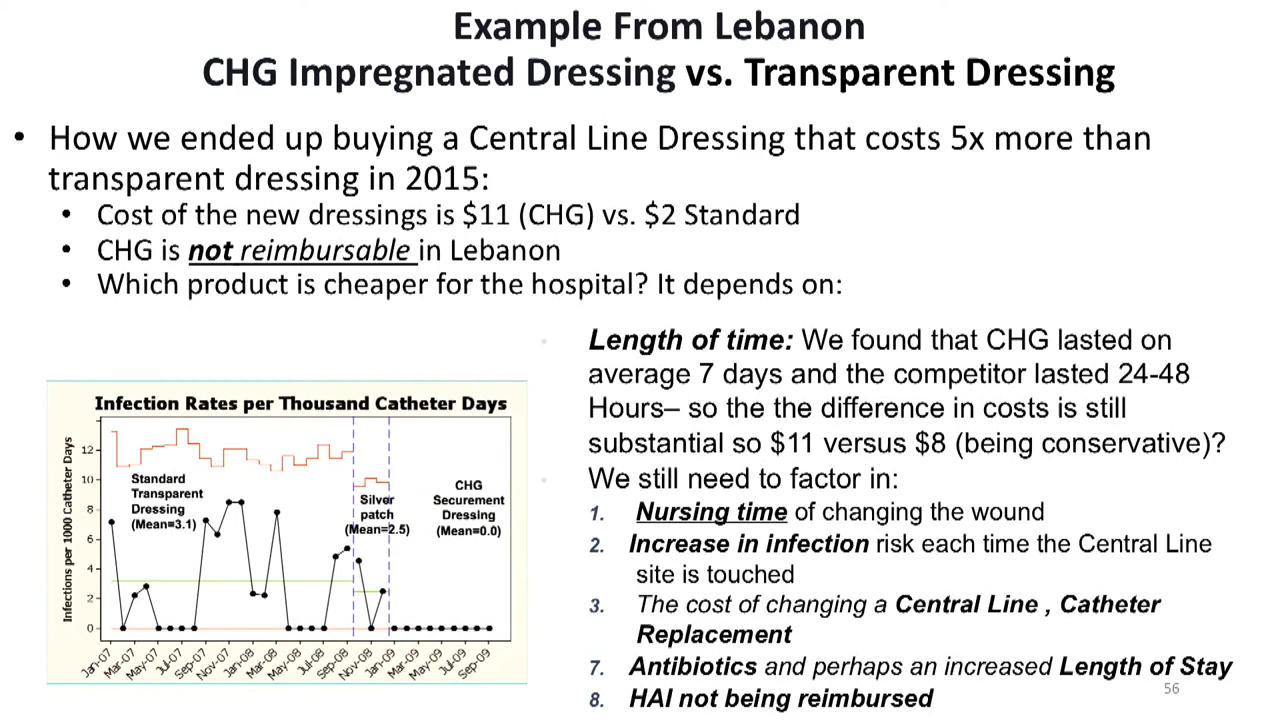 Example From Lebanon
CHG Impregnated Dressing vs. Transparent Dressing
• How we ended up buying a Central Line Dressing that costs 5x more than
transparent dressing in 2015:
• Cost of the new dressings is $11 (CHG) vs. $2 Standard
• CHG is not reimbursable in Lebanon
• Which product is cheaper for the hospital? It depends on:
Infection Rates per Thousand Catheter Days
Infections per 1000 Catheter Days
12
10
8
6
4
2
0
Standard
Transparent
Dressing
(Mean=3.1)
Silver
patch
(Mean=2.5)
CHG
Securement
Dressing
(Mean=0.0)
Jan-07
Mar-07
May-07
Jul-07
Sep-07
Nov-07
Jan-08
Mar-08
May-08
Jul-08
Sep-08
Nov-08
Jan-09
Mar-09
May-09
Jul-09
Sep-09
• Length of time: We found that CHG lasted on
average 7 days and the competitor lasted 24-48
Hours– so the the difference in costs is still
substantial so $11 versus $8 (being conservative)?
• We still need to factor in:
1. Nursing time of changing the wound
2. Increase in infection risk each time the Central Line
site is touched
3. The cost of changing a Central Line , Catheter
Replacement
7. Antibiotics and perhaps an increased Length of Stay
8. HAI not being reimbursed
56